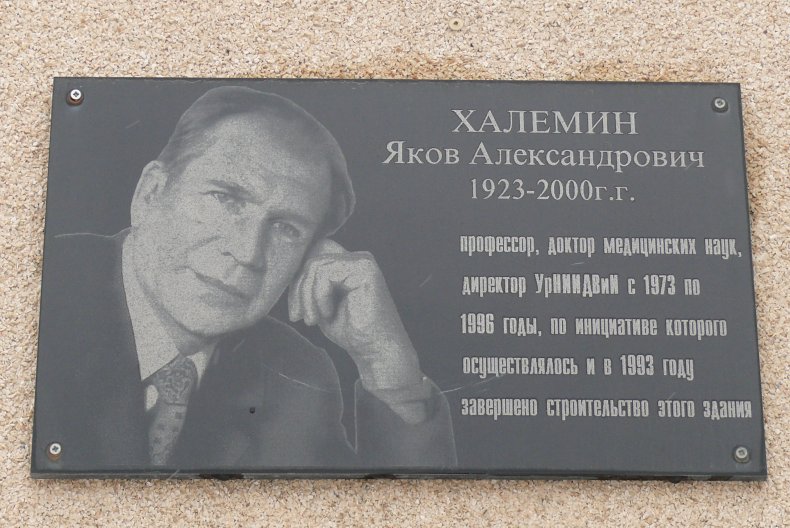 ХАЛЕМИН
Яков Александрович
1923-2000г.г.
профессор, доктор медицинских наук,
директор УрНИИДВиИ с 1973 по
1996 годы, по инициативе которого
осуществлялось и в 1993 году
завершено строительство этого здания